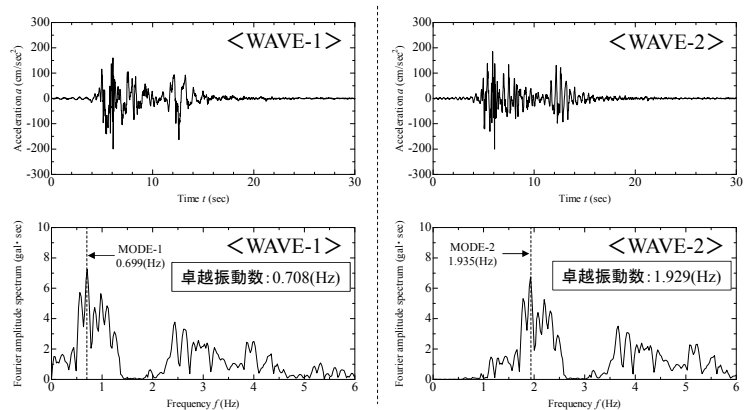 <WAVE-1>
300
200
100
0
-100
-200
-300
Acceleration a (cm/sec²)
0 10 20 30
Time t (sec)
<WAVE-2>
300
200
100
0
-100
-200
-300
Acceleration a (cm/sec²)
0 10 20 30
Time t (sec)
<WAVE-1>
MODE-1
0.699(Hz)
卓越振動数:0.708(Hz)
10
8
6
4
2
0
Fourier amplitude spectrum (gal・sec)
0 1 2 3 4 5 6
Frequency f (Hz)
<WAVE-2>
MODE-2
1.935(Hz)
卓越振動数:1.929(Hz)
10
8
6
4
2
0
Fourier amplitude spectrum (gal・sec)
0 1 2 3 4 5 6
Frequency f (Hz)